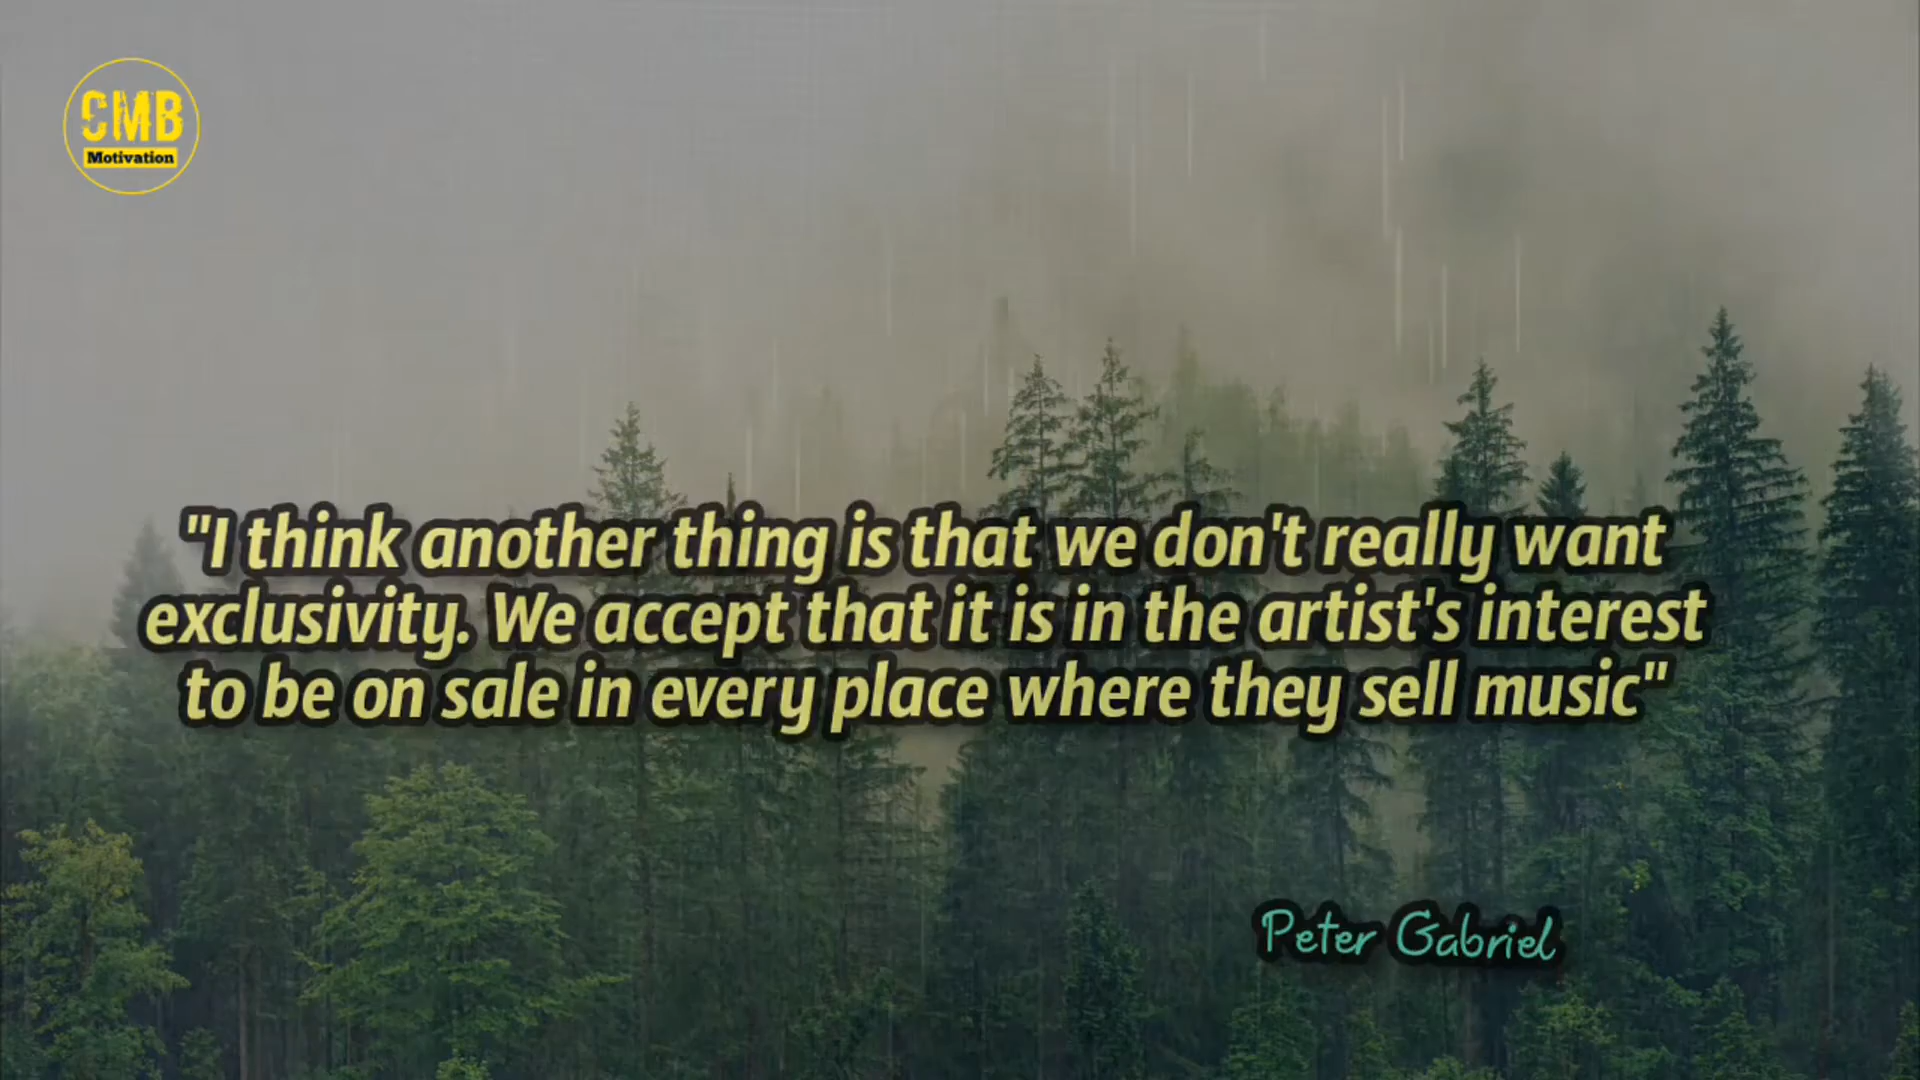 CMB
Motivation
"I think another thing is that we don't really want
exclusivity. We accept that it is in the artist's interest
to be on sale in every place where they sell music"
Peter Gabriel